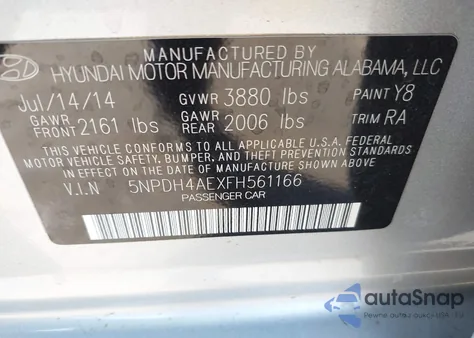 MANUFACTURED BY
HYUNDAI MOTOR MANUFACTURING ALABAMA, LLC
Jul/14/14 GVWR 3880 lbs PAINT Y8
GAWR FRONT 2161 lbs GAWR REAR 2006 lbs TRIM RA
THIS VEHICLE CONFORMS TO ALL APPLICABLE U.S.A. FEDERAL
MOTOR VEHICLE SAFETY, BUMPER, AND THEFT PREVENTION STANDARDS
IN EFFECT ON THE DATE OF MANUFACTURE SHOWN ABOVE.
V.I.N 5NPDH4AEXFH561166
PASSENGER CAR
autoSnap
Pewne auto z